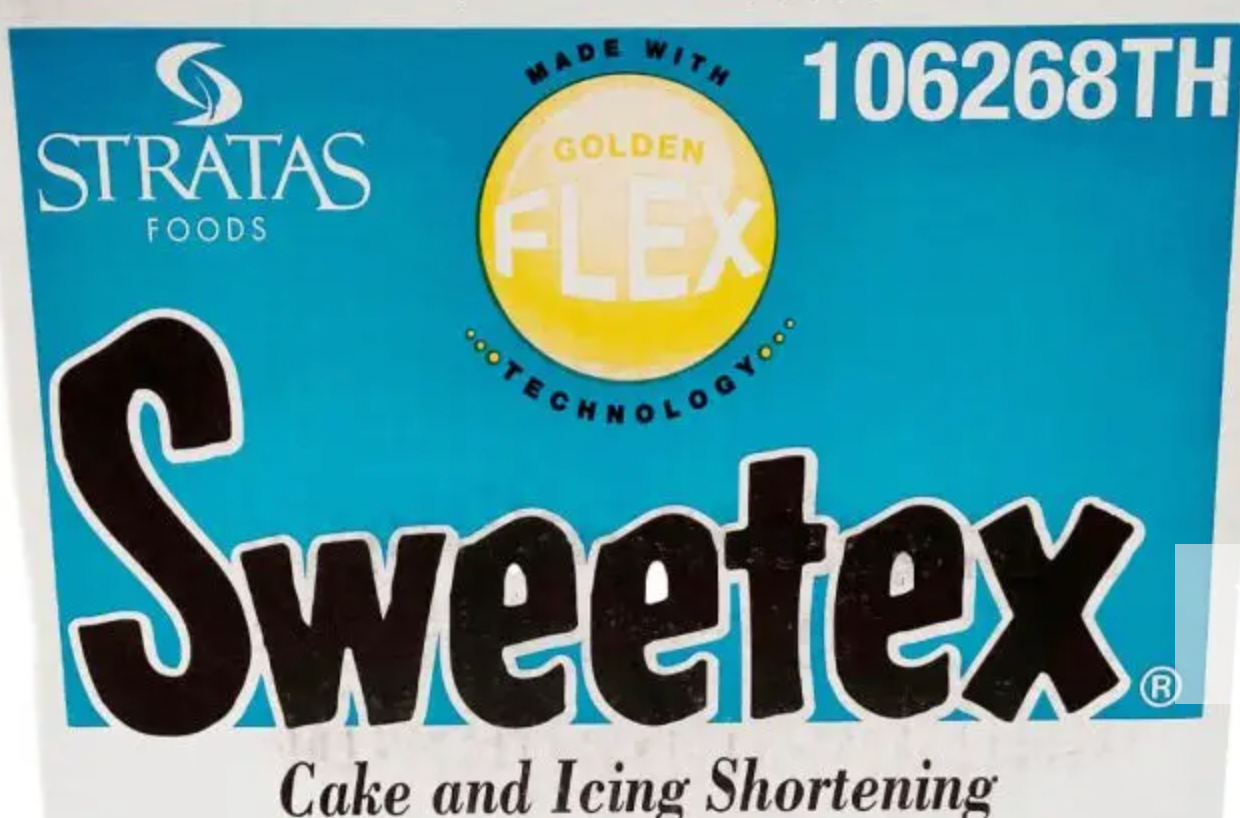 STRATAS
FOODS
MADE WITH
GOLDEN
FLEX
TECHNOLOGY
106268TH
Sweetex®
Cake and Icing Shortening